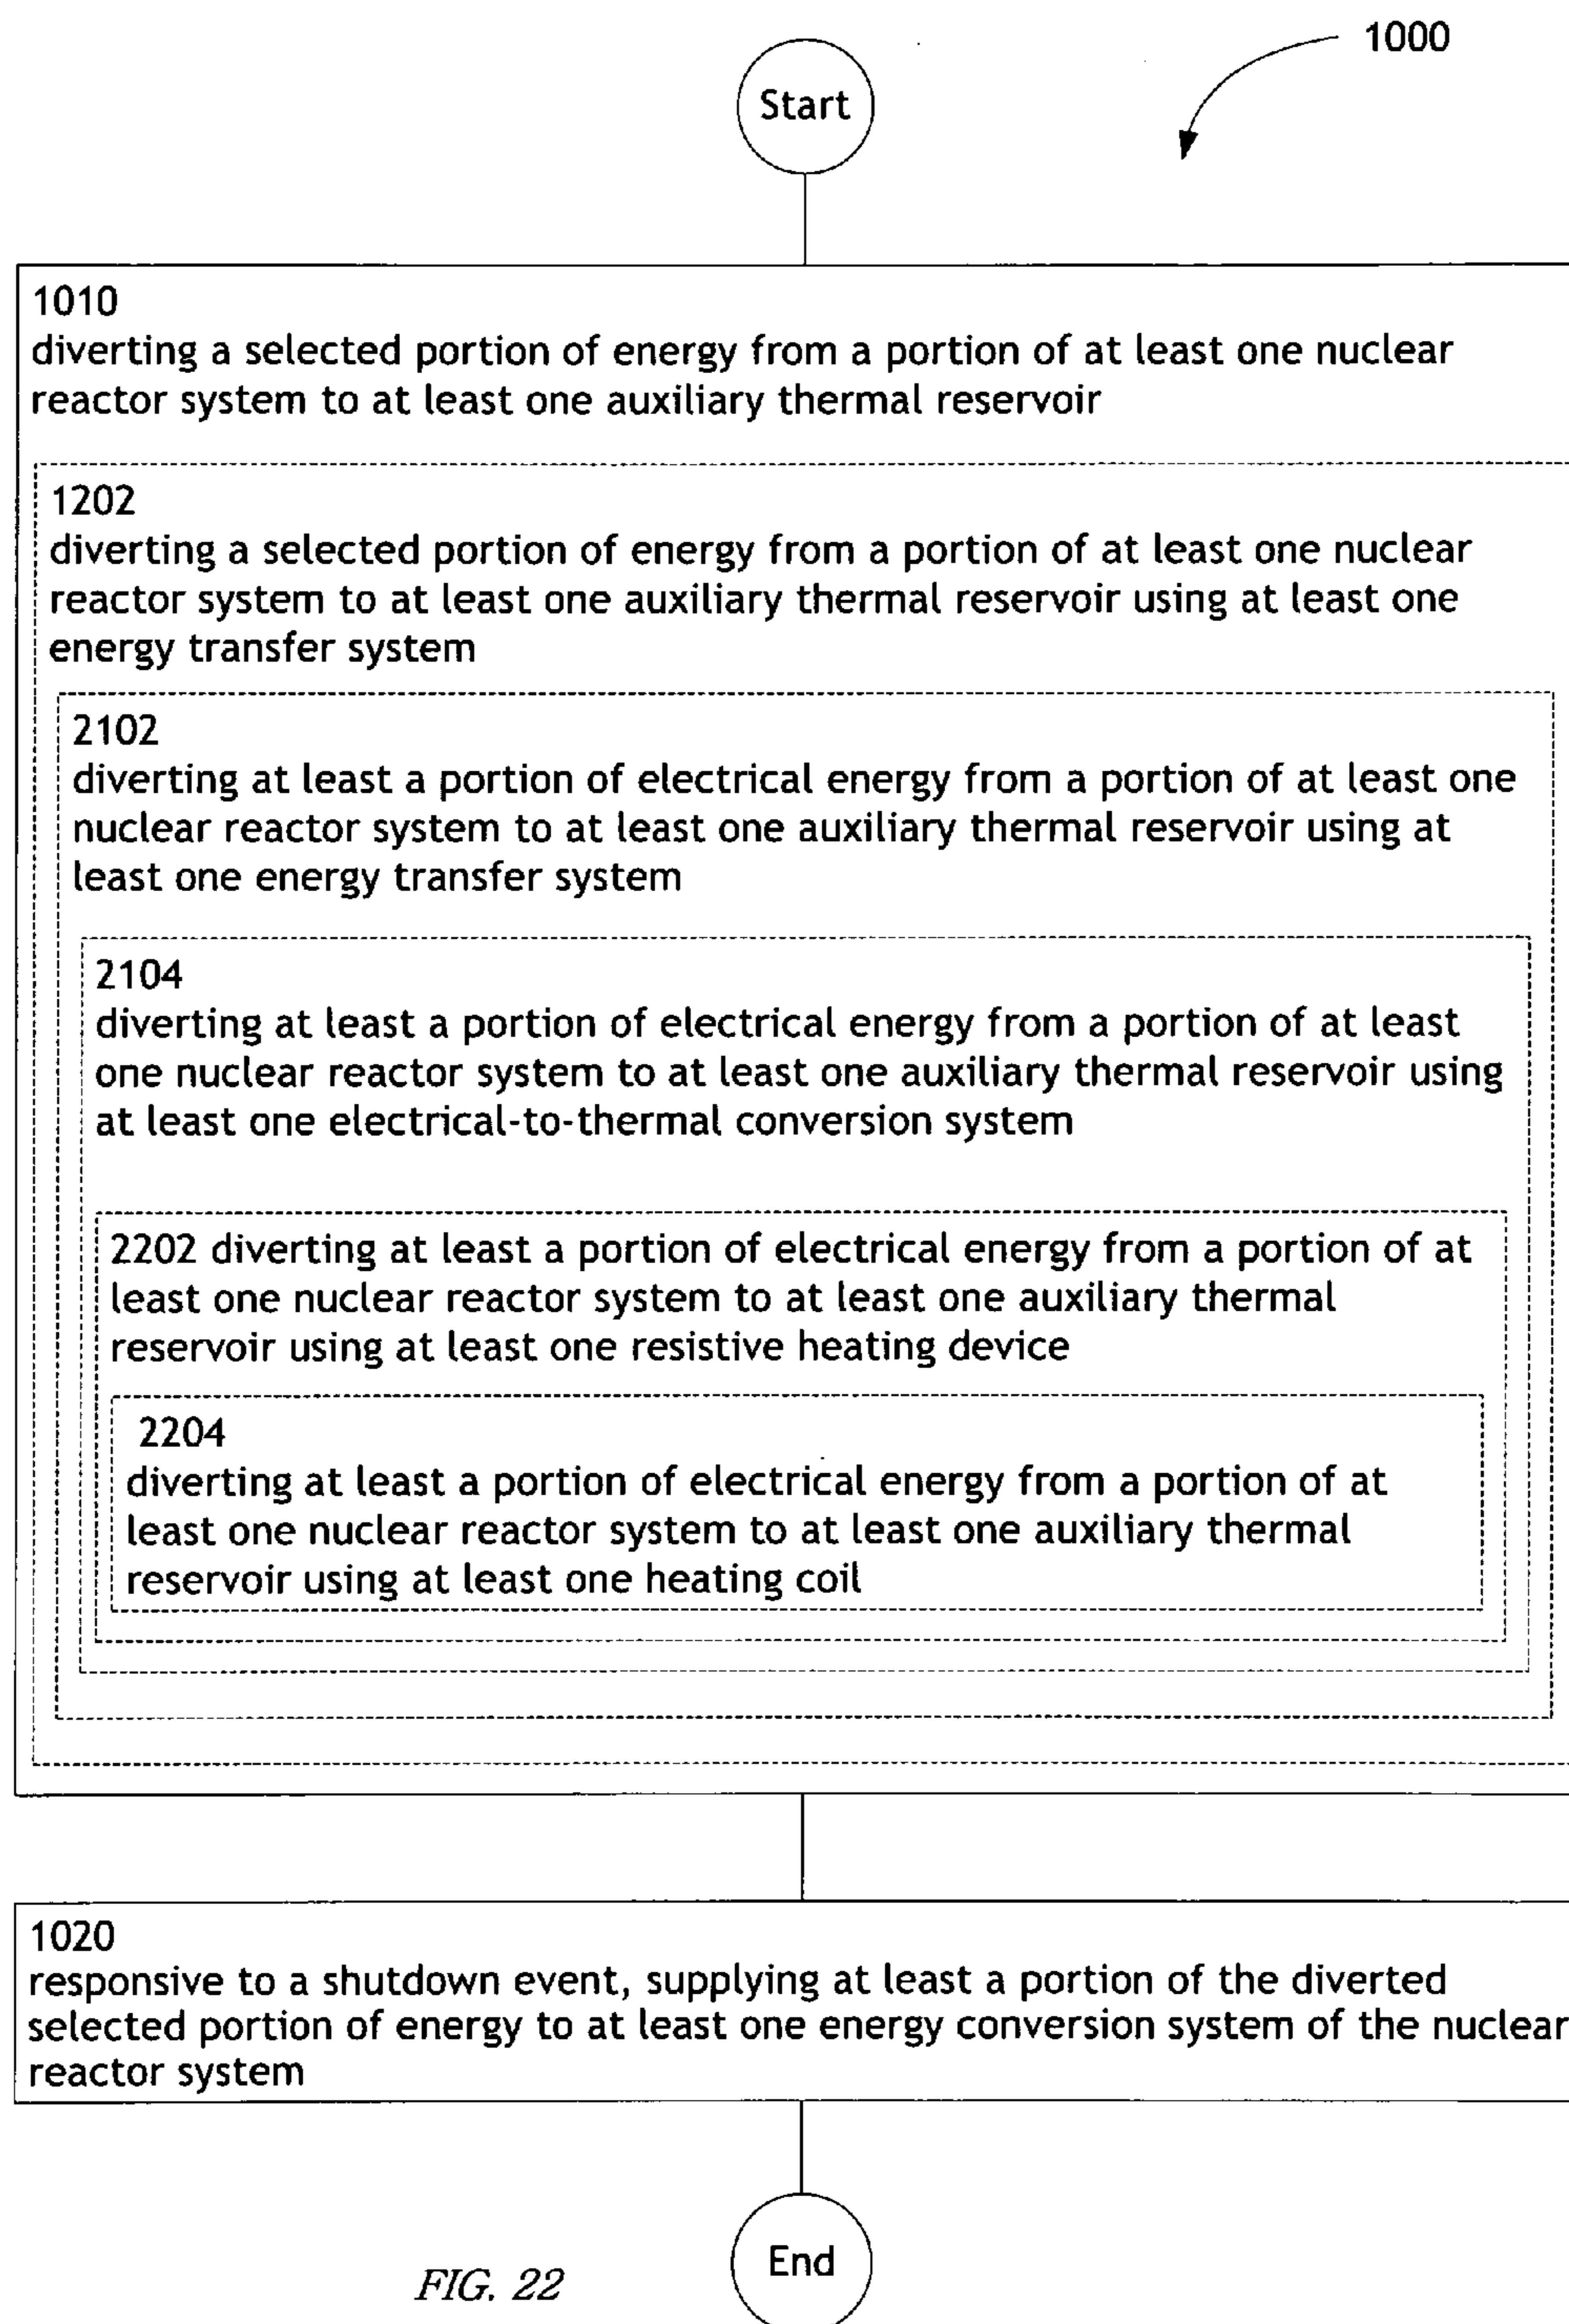 1000
Start
1010
diverting a selected portion of energy from a portion of at least one nuclear
reactor system to at least one auxiliary thermal reservoir
1202
diverting a selected portion of energy from a portion of at least one nuclear
reactor system to at least one auxiliary thermal reservoir using at least one
energy transfer system
2102
diverting at least a portion of electrical energy from a portion of at least one
nuclear reactor system to at least one auxiliary thermal reservoir using at
least one energy transfer system
2104
diverting at least a portion of electrical energy from a portion of at least
one nuclear reactor system to at least one auxiliary thermal reservoir using
at least one electrical-to-thermal conversion system
2202 diverting at least a portion of electrical energy from a portion of at
least one nuclear reactor system to at least one auxiliary thermal
reservoir using at least one resistive heating device
2204
diverting at least a portion of electrical energy from a portion of at
least one nuclear reactor system to at least one auxiliary thermal
reservoir using at least one heating coil
1020
responsive to a shutdown event, supplying at least a portion of the diverted
selected portion of energy to at least one energy conversion system of the nuclear
reactor system
End
FIG. 22